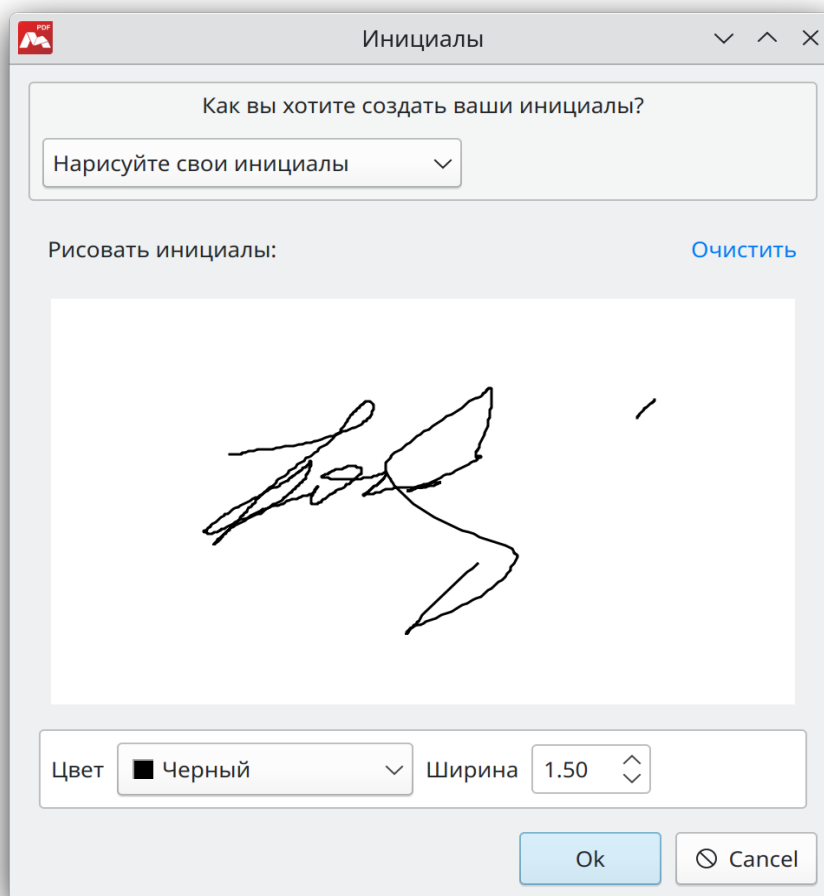 PDF
Инициалы
Как вы хотите создать ваши инициалы?
Нарисуйте свои инициалы
Рисовать инициалы: Очистить
Цвет Черный Ширина 1.50
Ok Cancel